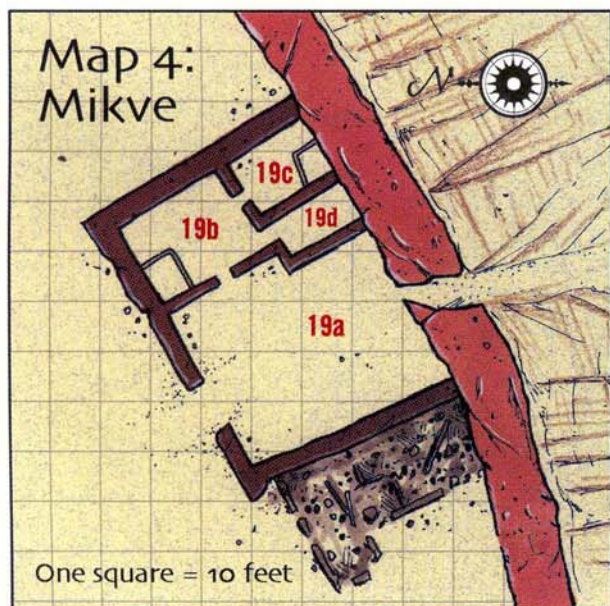 Map 4:
Mikve
N
19c
19b
19d
19a
One square = 10 feet